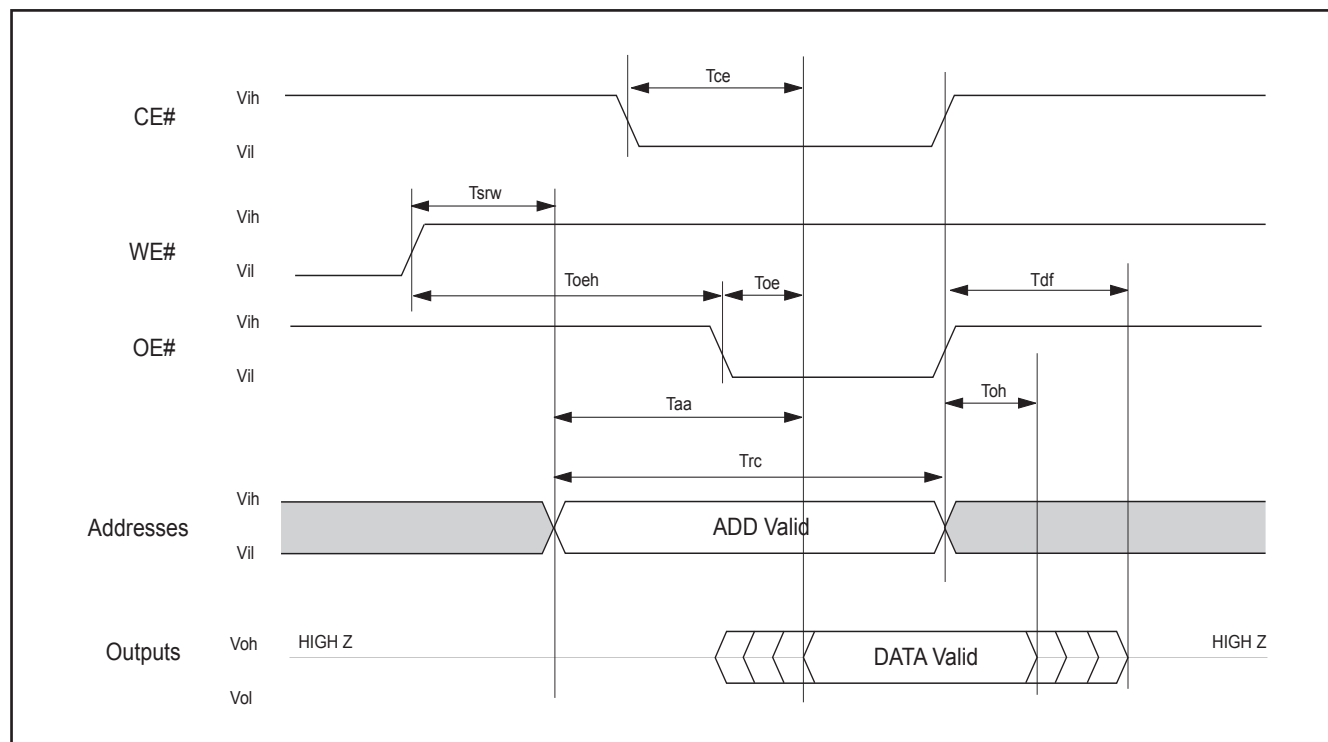 Tce
Vih
CE#
Vil
Tsrw
Vih
WE#
Vil
Toeh
Toe
Tdf
Vih
OE#
Vil
Taa
Toh
Trc
Vih
Addresses
ADD Valid
Vil
Outputs
Voh
HIGH Z
DATA Valid
HIGH Z
Vol